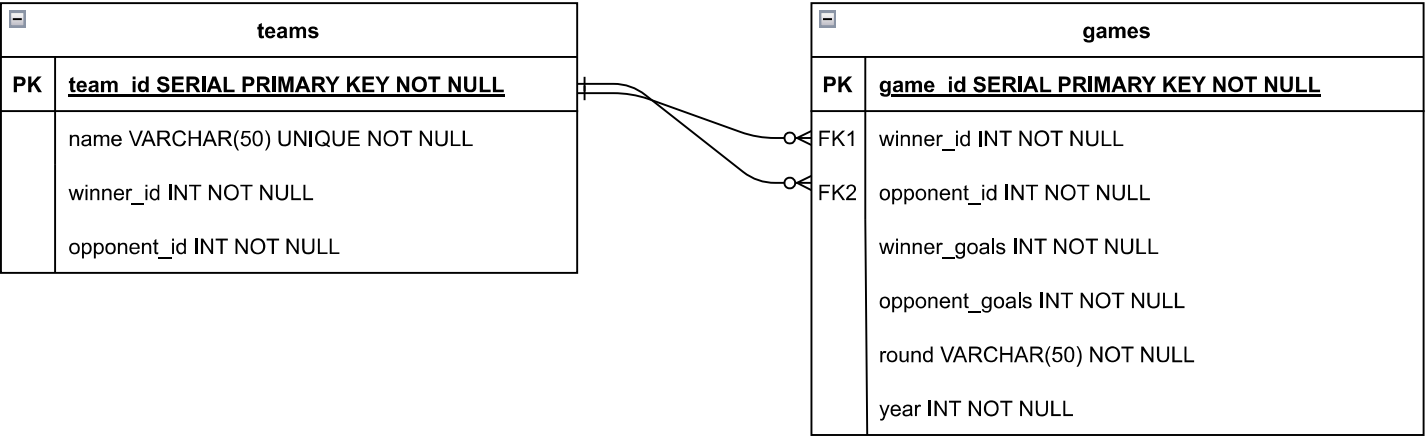 teams
PK team_id SERIAL PRIMARY KEY NOT NULL
name VARCHAR(50) UNIQUE NOT NULL
winner_id INT NOT NULL
opponent_id INT NOT NULL
games
PK game_id SERIAL PRIMARY KEY NOT NULL
FK1 winner_id INT NOT NULL
FK2 opponent_id INT NOT NULL
winner_goals INT NOT NULL
opponent_goals INT NOT NULL
round VARCHAR(50) NOT NULL
year INT NOT NULL